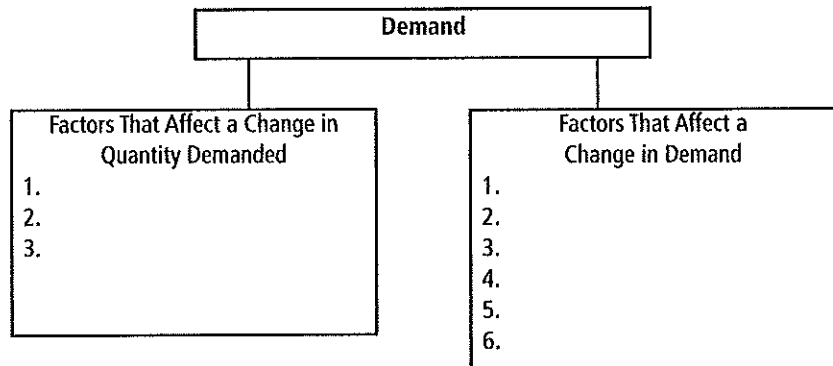 Demand
Factors That Affect a Change in
Quantity Demanded
1.
2.
3.
Factors That Affect a
Change in Demand
1.
2.
3.
4.
5.
6.